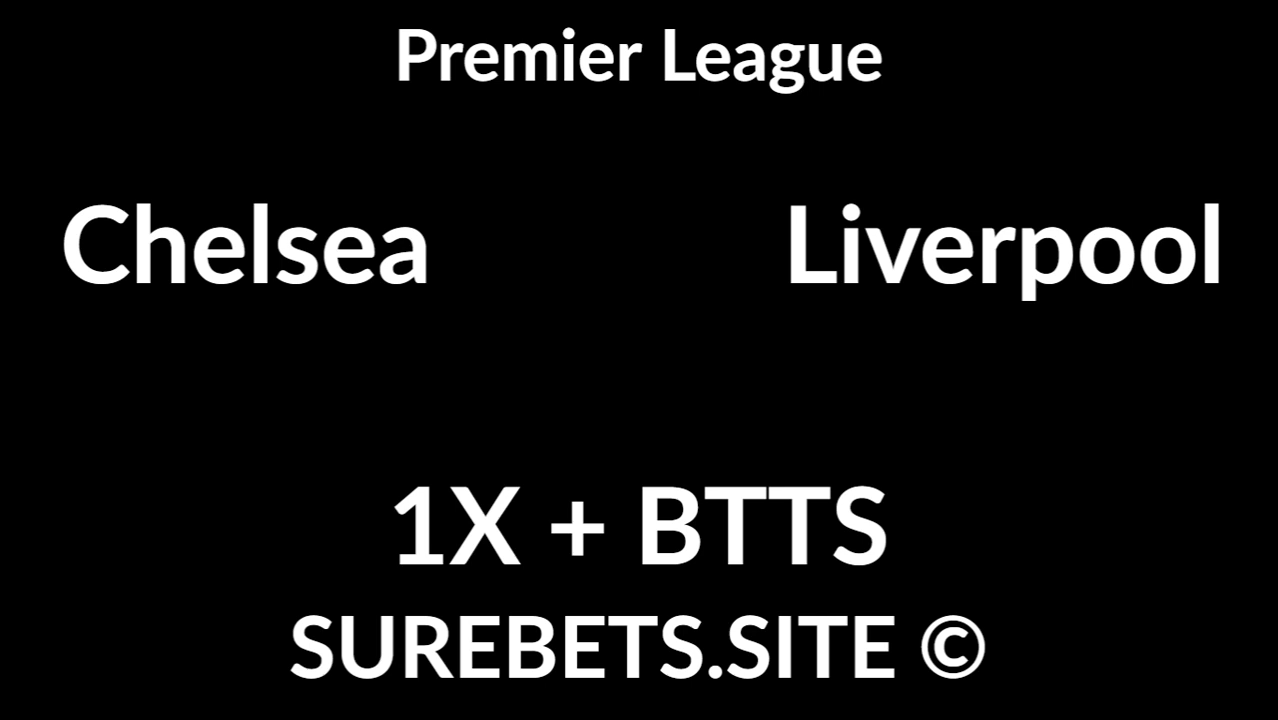 Premier League
Chelsea Liverpool
1X + BTTS
SUREBETS.SITE ©